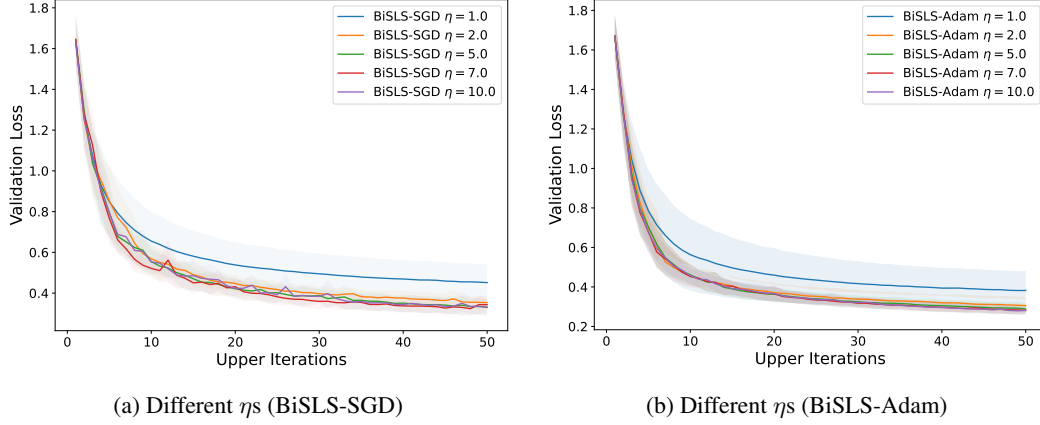 1.8
1.6
1.4
1.2
1.0
0.8
0.6
0.4
Validation Loss
0
10
20
30
40
50
Upper Iterations
BiSLS-SGD η = 1.0
BiSLS-SGD η = 2.0
BiSLS-SGD η = 5.0
BiSLS-SGD η = 7.0
BiSLS-SGD η = 10.0
(a) Different ηs (BiSLS-SGD)
1.8
1.6
1.4
1.2
1.0
0.8
0.6
0.4
0.2
Validation Loss
0
10
20
30
40
50
Upper Iterations
BiSLS-Adam η = 1.0
BiSLS-Adam η = 2.0
BiSLS-Adam η = 5.0
BiSLS-Adam η = 7.0
BiSLS-Adam η = 10.0
(b) Different ηs (BiSLS-Adam)